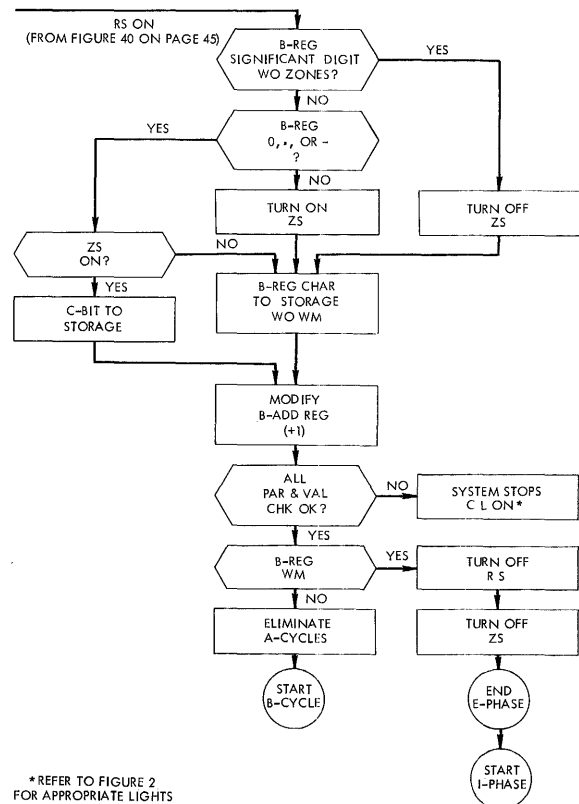 RS ON
(FROM FIGURE 40 ON PAGE 45)
B-REG
SIGNIFICANT DIGIT
WO ZONES?
YES
NO
YES
B-REG
0, ,, OR -
?
NO
TURN ON
ZS
TURN OFF
ZS
ZS
ON?
NO
YES
B-REG CHAR
TO STORAGE
WO WM
C-BIT TO
STORAGE
MODIFY
B-ADD REG
(+1)
ALL
PAR & VAL
CHK OK?
NO
SYSTEM STOPS
C L ON*
YES
B-REG
WM
YES
TURN OFF
R S
NO
ELIMINATE
A-CYCLES
TURN OFF
ZS
START
B-CYCLE
END
E-PHASE
START
I-PHASE
*REFER TO FIGURE 2
FOR APPROPRIATE LIGHTS